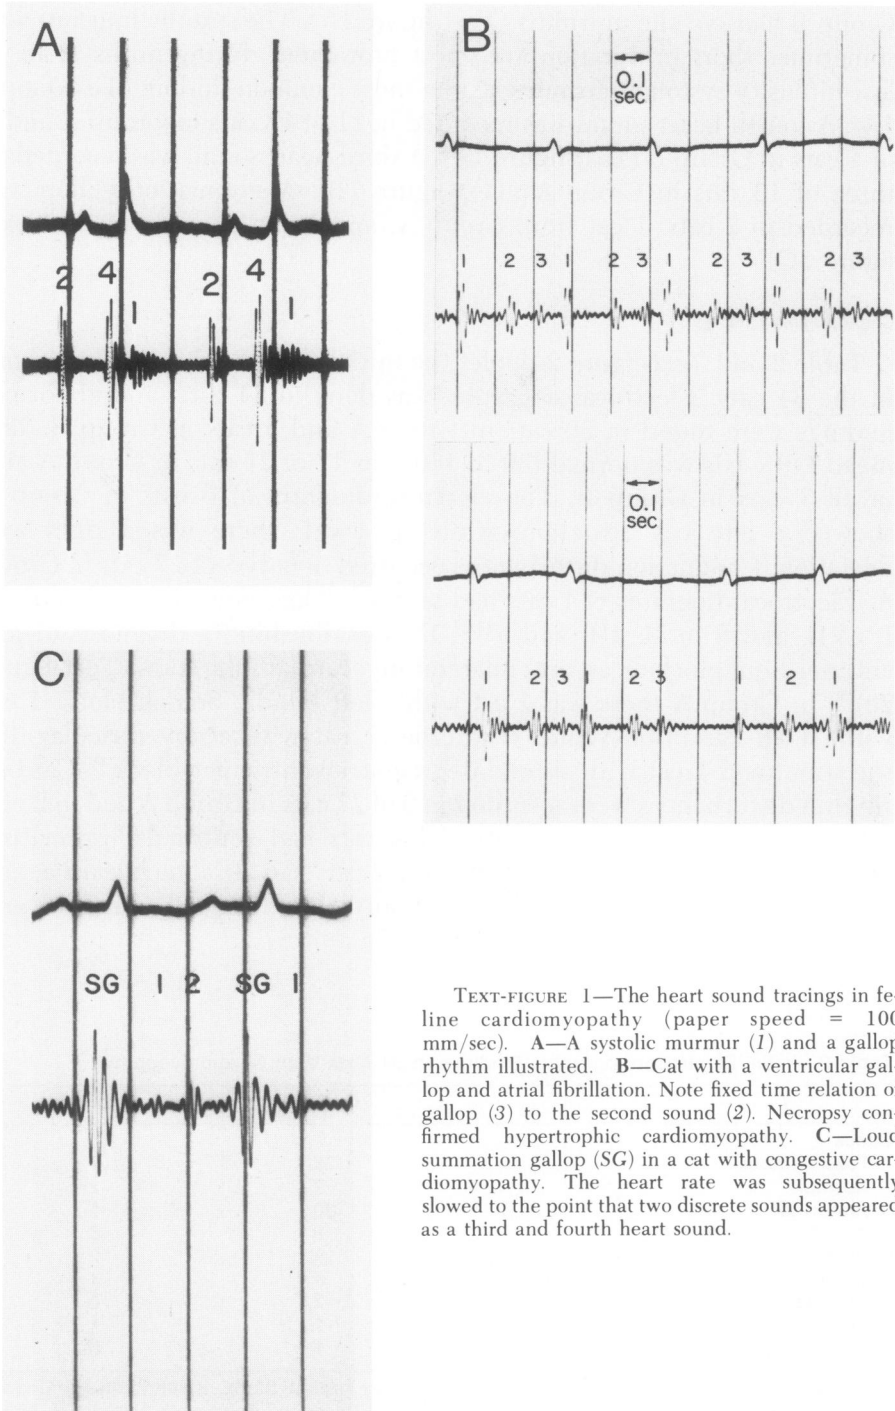 A
2 4 1 2 4 1
B
0.1
sec
1 2 3 1 2 3 1 2 3 1 2 3
0.1
sec
1 2 3 1 2 3 1 2 1
C
SG 1 2 SG 1
TEXT-FIGURE 1—The heart sound tracings in fe-
line cardiomyopathy (paper speed = 100
mm/sec). A—A systolic murmur (1) and a gallop
rhythm illustrated. B—Cat with a ventricular gal-
lop and atrial fibrillation. Note fixed time relation
gallop (3) to the second sound (2). Necropsy con-
firmed hypertrophic cardiomyopathy. C—Loud
summation gallop (SG) in a cat with congestive car-
diomyopathy. The heart rate was subsequently
slowed to the point that two discrete sounds appeared
as a third and fourth heart sound.